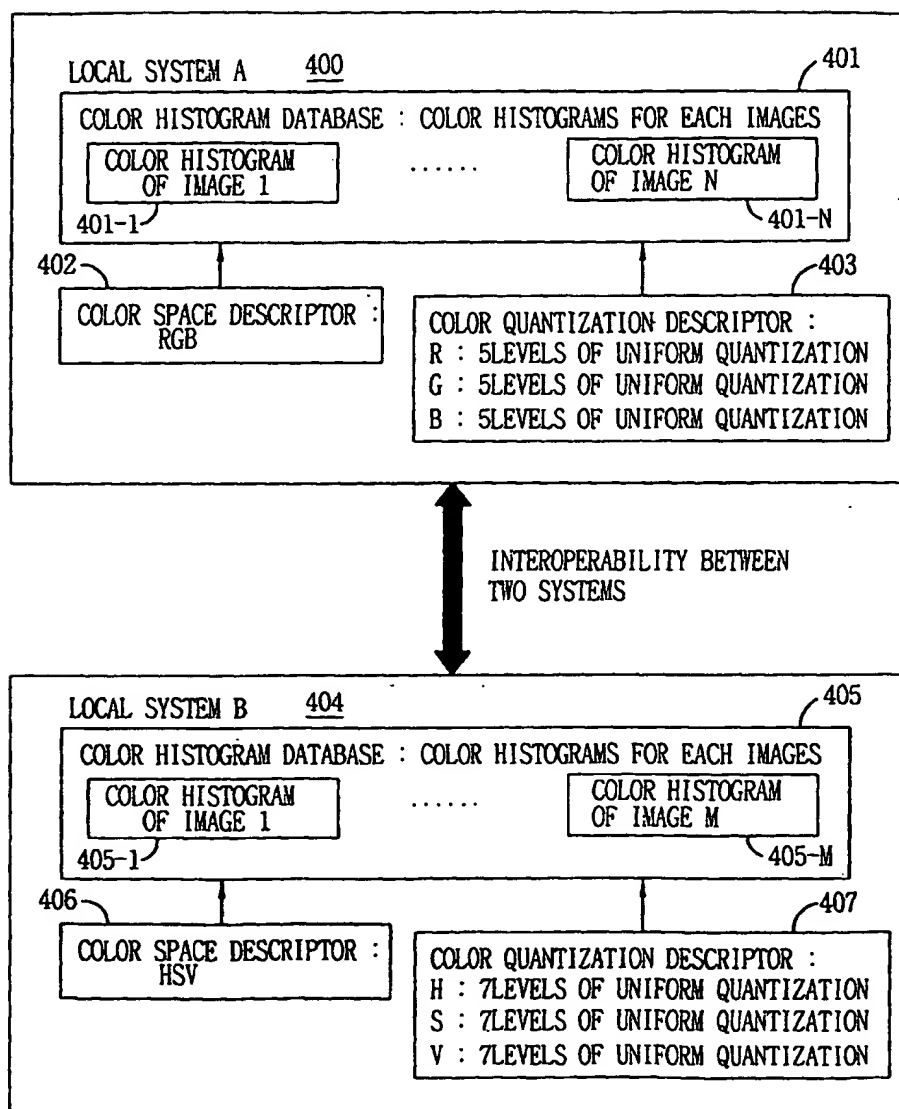 LOCAL SYSTEM A 400
401
COLOR HISTOGRAM DATABASE : COLOR HISTOGRAMS FOR EACH IMAGES
COLOR HISTOGRAM
OF IMAGE 1
......
COLOR HISTOGRAM
OF IMAGE N
401-1
401-N
402
COLOR SPACE DESCRIPTOR :
RGB
403
COLOR QUANTIZATION DESCRIPTOR :
R : 5LEVELS OF UNIFORM QUANTIZATION
G : 5LEVELS OF UNIFORM QUANTIZATION
B : 5LEVELS OF UNIFORM QUANTIZATION
INTEROPERABILITY BETWEEN
TWO SYSTEMS
LOCAL SYSTEM B 404
405
COLOR HISTOGRAM DATABASE : COLOR HISTOGRAMS FOR EACH IMAGES
COLOR HISTOGRAM
OF IMAGE 1
......
COLOR HISTOGRAM
OF IMAGE M
405-1
405-M
406
COLOR SPACE DESCRIPTOR :
HSV
407
COLOR QUANTIZATION DESCRIPTOR :
H : 7LEVELS OF UNIFORM QUANTIZATION
S : 7LEVELS OF UNIFORM QUANTIZATION
V : 7LEVELS OF UNIFORM QUANTIZATION